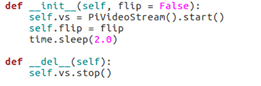 def __init__(self, flip = False):
    self.vs = PiVideoStream().start()
    self.flip = flip
    time.sleep(2.0)

def __del__(self):
    self.vs.stop()